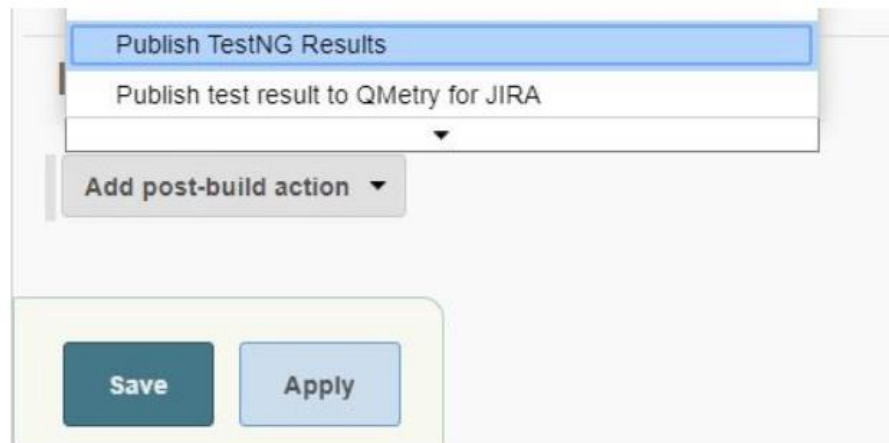 Publish TestNG Results
Publish test result to QMetry for JIRA
Add post-build action
Save
Apply